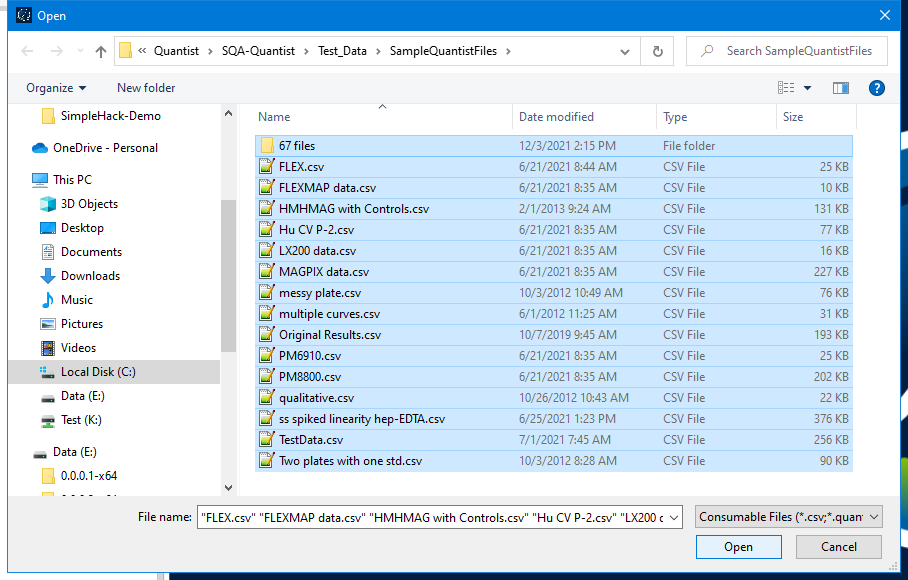 Open
« Quantist › SQA-Quantist › Test_Data › SampleQuantistFiles ›
Search SampleQuantistFiles
Organize New folder
?
SimpleHack-Demo
OneDrive - Personal
This PC
3D Objects
Desktop
Documents
Downloads
Music
Pictures
Videos
Local Disk (C:)
Data (E:)
Test (K:)
Data (E:)
0.0.0.1-x64
Name Date modified Type Size
67 files 12/3/2021 2:15 PM File folder
FLEX.csv 6/21/2021 8:44 AM CSV File 25 KB
FLEXMAP data.csv 6/21/2021 8:35 AM CSV File 10 KB
HMHMAG with Controls.csv 2/1/2013 9:24 AM CSV File 131 KB
Hu CV P-2.csv 6/21/2021 8:35 AM CSV File 77 KB
LX200 data.csv 6/21/2021 8:35 AM CSV File 16 KB
MAGPIX data.csv 6/21/2021 8:35 AM CSV File 227 KB
messy plate.csv 10/3/2012 10:49 AM CSV File 76 KB
multiple curves.csv 6/1/2012 11:25 AM CSV File 31 KB
Original Results.csv 10/7/2019 9:45 AM CSV File 193 KB
PM6910.csv 6/21/2021 8:35 AM CSV File 25 KB
PM8800.csv 6/21/2021 8:35 AM CSV File 202 KB
qualitative.csv 10/26/2012 10:43 AM CSV File 22 KB
ss spiked linearity hep-EDTA.csv 6/25/2021 1:23 PM CSV File 376 KB
TestData.csv 7/1/2021 7:45 AM CSV File 256 KB
Two plates with one std.csv 10/3/2012 8:28 AM CSV File 90 KB
File name: "FLEX.csv" "FLEXMAP data.csv" "HMHMAG with Controls.csv" "Hu CV P-2.csv" "LX200 Consumable Files (*.csv;*.quan
Open Cancel